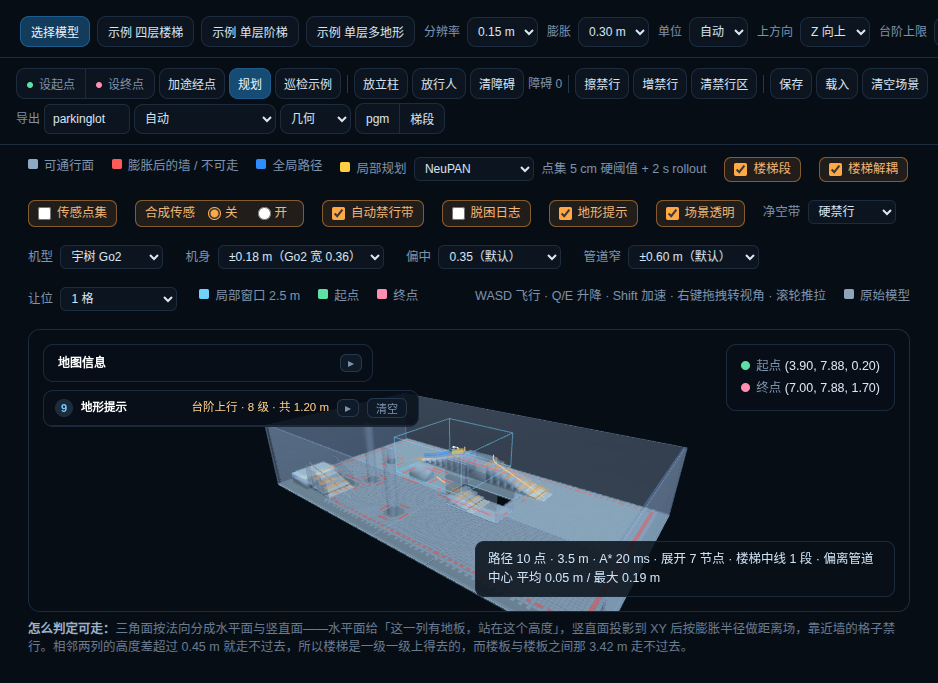 选择模型 示例 四层楼梯 示例 单层阶梯 示例 单层多地形 分辨率 0.15 m 膨胀 0.30 m 单位 自动 上方向 Z 向上 台阶上限
设起点 设终点 加途经点 规划 巡检示例 放立柱 放行人 清障碍 障碍 0 擦禁行 增禁行 清禁行区 保存 载入 清空场景
导出 parkinglot 自动 几何 pgm 梯段
可通行面 膨胀后的墙 / 不可走 全局路径 局部规划 NeuPAN 点集 5 cm 硬阈值 + 2 s rollout 楼梯段 楼梯解耦
传感点集 合成传感 关 开 自动禁行带 脱困日志 地形提示 场景透明 净空带 硬禁行
机型 宇树 Go2 机身 ±0.18 m（Go2 宽 0.36） 偏中 0.35（默认） 管道窄 ±0.60 m（默认）
让位 1 格 局部窗口 2.5 m 起点 终点 WASD 飞行 · Q/E 升降 · Shift 加速 · 右键拖拽转视角 · 滚轮推拉 原始模型
地图信息
9 地形提示 台阶上行 · 8 级 · 共 1.20 m 清空
起点 (3.90, 7.88, 0.20)
终点 (7.00, 7.88, 1.70)
路径 10 点 · 3.5 m · A* 20 ms · 展开 7 节点 · 楼梯中线 1 段 · 偏离管道
中心 平均 0.05 m / 最大 0.19 m
怎么判定可走：三角面按法向分成水平面与竖直面——水平面给「这一列有地板，站在这个高度」，竖直面投影到 XY 后按膨胀半径做距离场，靠近墙的格子禁
行。相邻两列的高度差超过 0.45 m 就走不过去，所以楼梯是一级一级上得去的，而楼板与楼板之间那 3.42 m 走不过去。